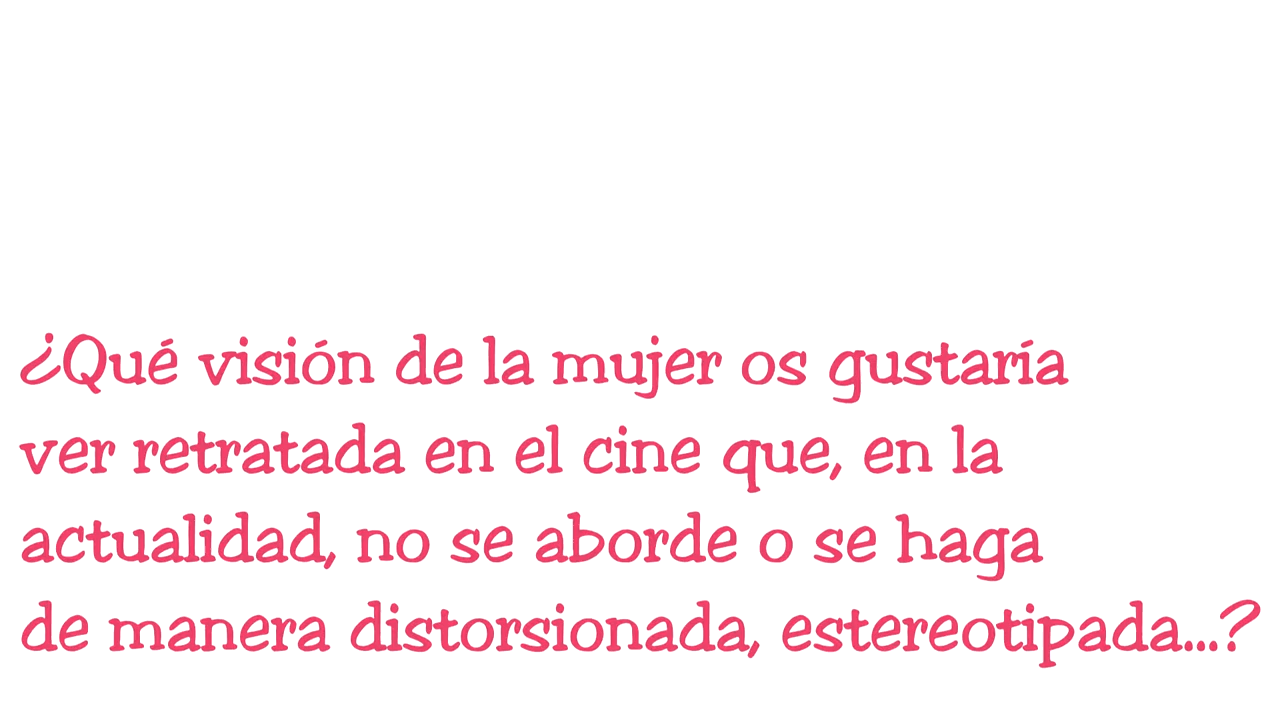 ¿Qué visión de la mujer os gustaría
ver retratada en el cine que, en la
actualidad, no se aborde o se haga
de manera distorsionada, estereotipada...?